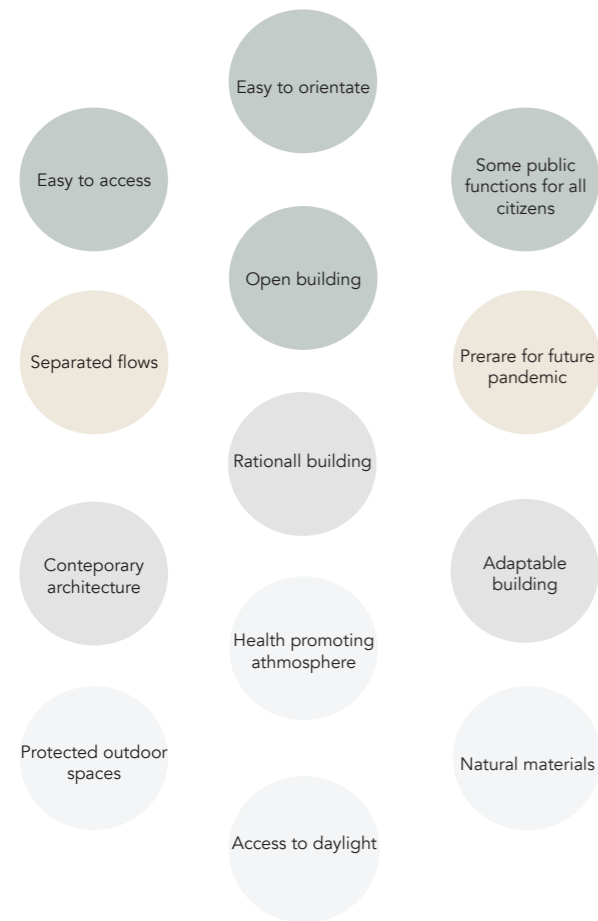 Easy to orientate
Easy to access
Some public
functions for all
citizens
Open building
Separated flows
Prerare for future
pandemic
Rationall building
Conteporary
architecture
Adaptable
building
Health promoting
athmosphere
Protected outdoor
spaces
Natural materials
Access to daylight